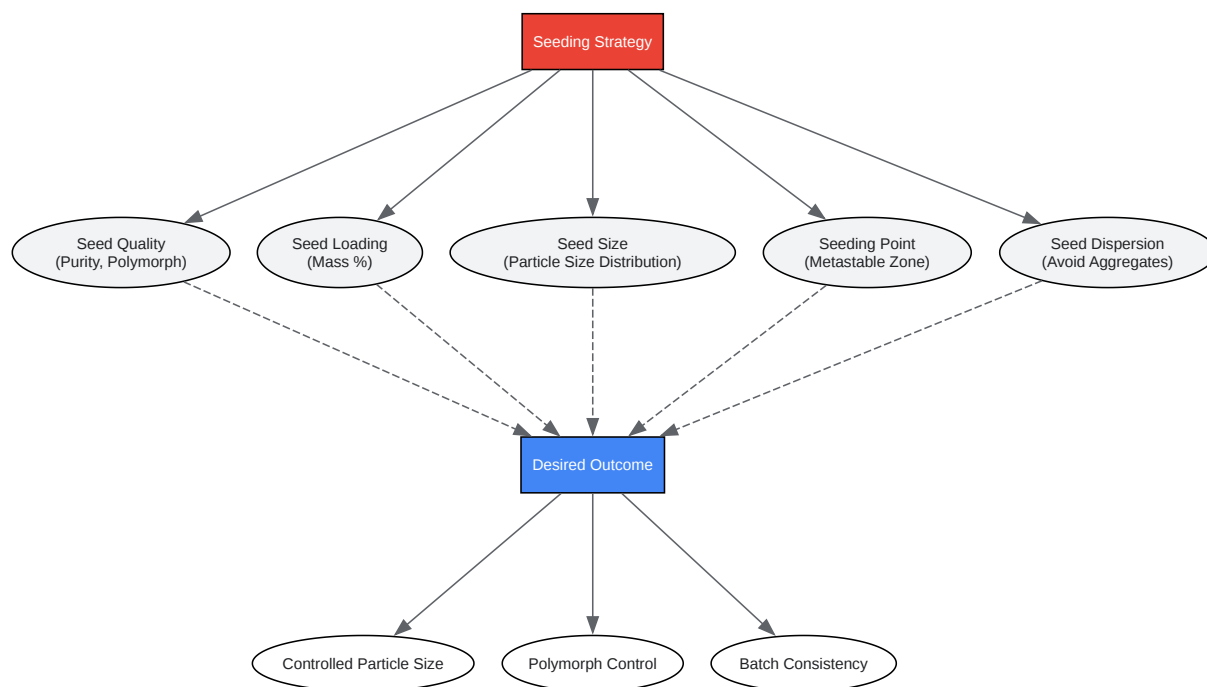 Seeding Strategy
Seed Quality
(Purity, Polymorph)
Seed Loading
(Mass %)
Seed Size
(Particle Size Distribution)
Seeding Point
(Metastable Zone)
Seed Dispersion
(Avoid Aggregates)
Desired Outcome
Controlled Particle Size
Polymorph Control
Batch Consistency